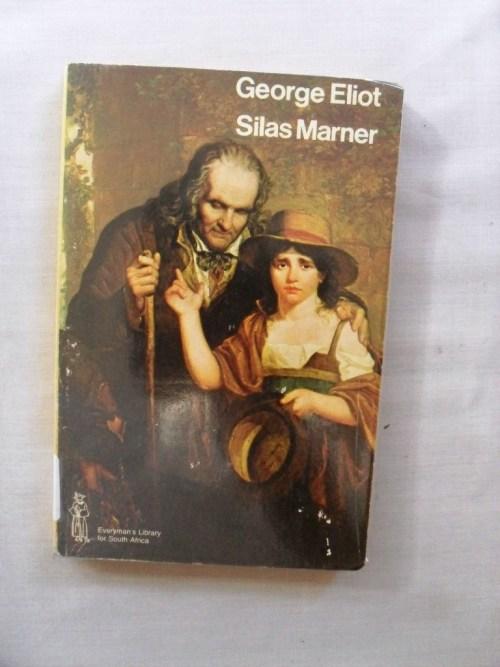 George Eliot
Silas Marner
Everyman's Library
for South Africa